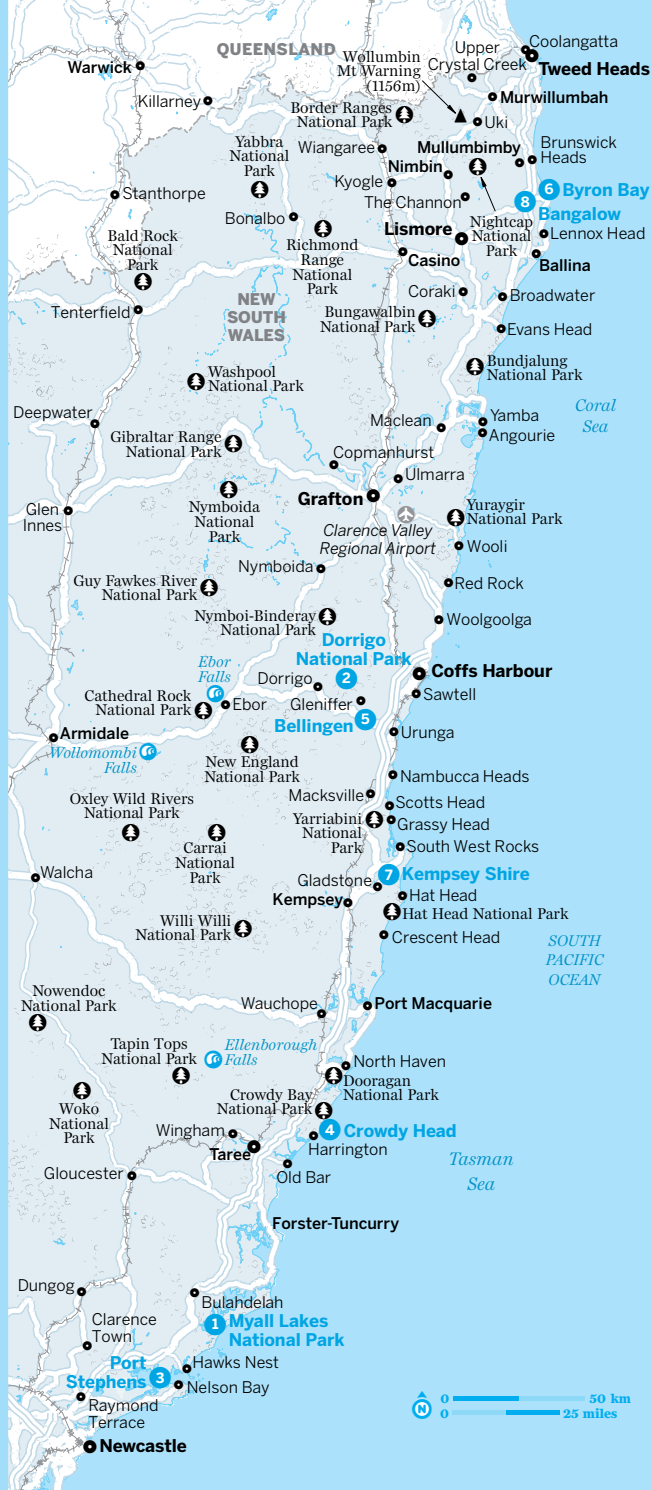 QUEENSLAND
Wollumbin
Mt Warning
(1156m)
Upper
Crystal Creek
Coolangatta
Tweed Heads
Warwick
Killarney
Border Ranges
National Park
Murwillumbah
Uki
Yabbra
National
Park
Wiangaree
Mullumbimby
Brunswick
Heads
Nimbin
Kyogle
Stanthorpe
The Channon
6 Byron Bay
8
Bangalow
Bonalbo
Richmond
Range
National
Park
Lismore
Nightcap
National
Park
Lennox Head
Bald Rock
National
Park
Casino
Ballina
NEW
SOUTH
WALES
Coraki
Broadwater
Tenterfield
Bungawalbin
National Park
Evans Head
Washpool
National Park
Bundjalung
National Park
Coral
Sea
Deepwater
Maclean
Yamba
Angourie
Gibraltar Range
National Park
Copmanhurst
Ulmarra
Grafton
Nymboida
National
Park
Glen
Innes
Yuraygir
National Park
Clarence Valley
Regional Airport
Wooli
Nymboida
Guy Fawkes River
National Park
Red Rock
Nymboi-Binderay
National Park
Woolgoolga
Dorrigo
National Park
2
Ebor
Falls
Coffs Harbour
Dorrigo
Sawtell
Cathedral Rock
National Park
Ebor
Gleniffer
Bellingen
5
Armidale
Urunga
Wollomombi
Falls
New England
National Park
Nambucca Heads
Macksville
Scotts Head
Oxley Wild Rivers
National Park
Yarriabini
National
Park
Grassy Head
Carrai
National
Park
South West Rocks
Walcha
Gladstone
7 Kempsey Shire
Kempsey
Hat Head
Hat Head National Park
Willi Willi
National Park
Crescent Head
SOUTH
PACIFIC
OCEAN
Nowendoc
National Park
Wauchope
Port Macquarie
Tapin Tops
National Park
Ellenborough
Falls
North Haven
Dooragan
National Park
Woko
National
Park
Crowdy Bay
National Park
4 Crowdy Head
Wingham
Harrington
Taree
Tasman
Sea
Gloucester
Old Bar
Forster-Tuncurry
Dungog
Bulahdelah
Clarence
Town
1 Myall Lakes
National Park
Port
Stephens
3
Hawks Nest
Nelson Bay
Raymond
Terrace
Newcastle
N
0 50 km
0 25 miles